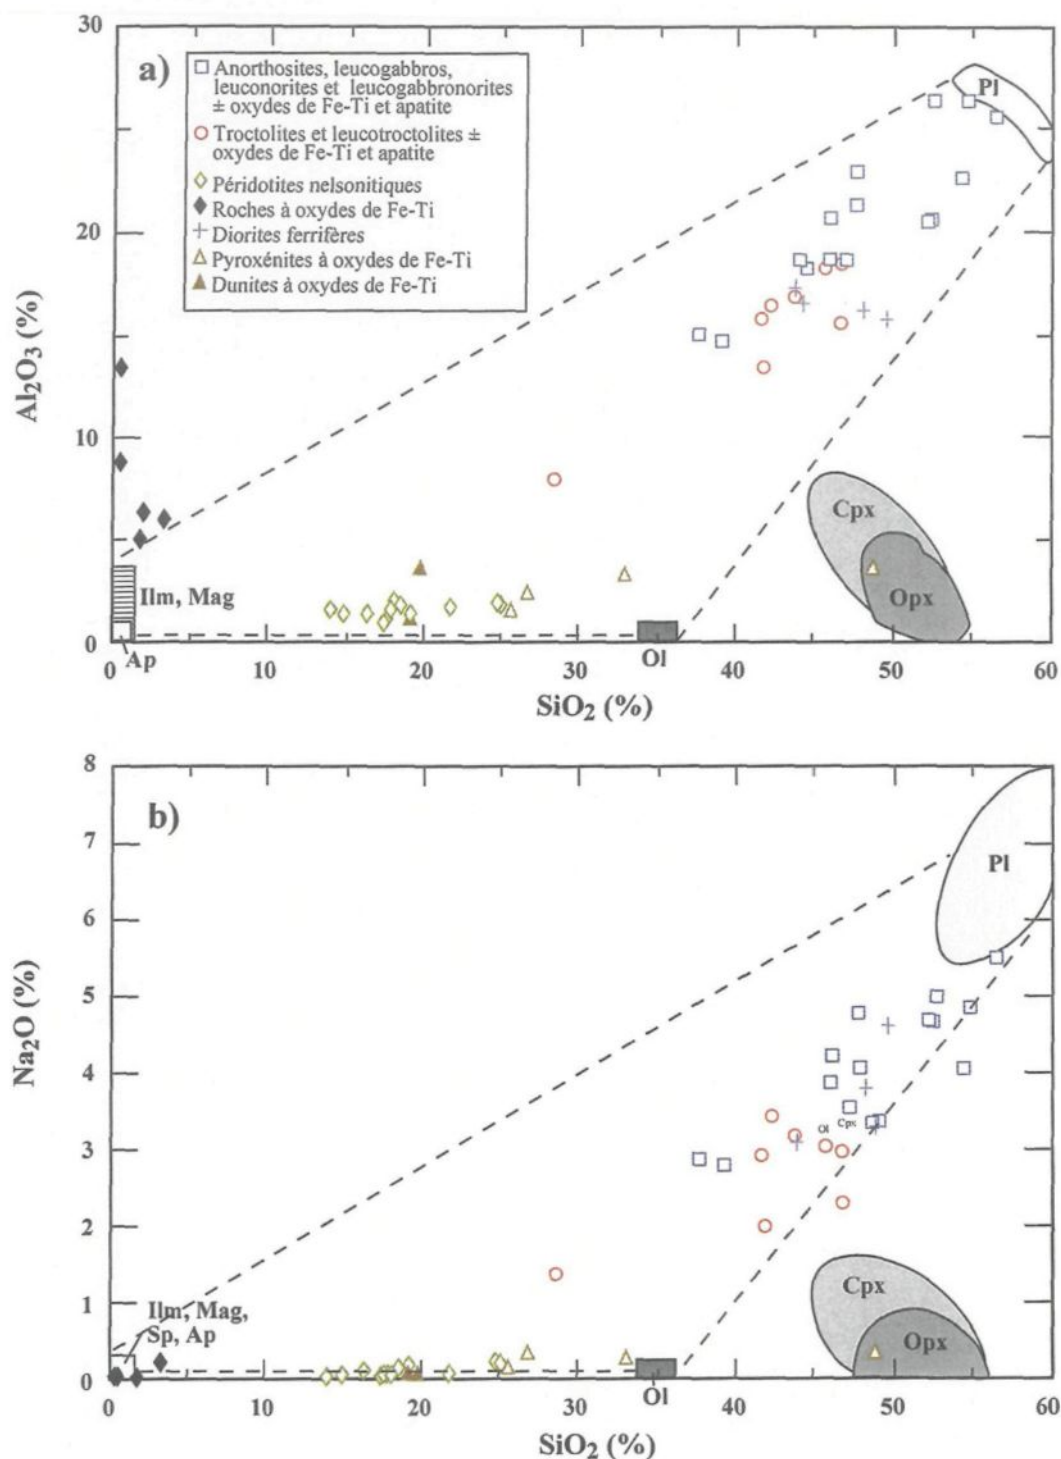 30
a)
Anorthosites, leucogabbros,
leuconorites et leucogabbronorites
± oxydes de Fe-Ti et apatite
Troctolites et leucotroctolites ±
oxydes de Fe-Ti et apatite
Péridotites nelsonitiques
Roches à oxydes de Fe-Ti
Diorites ferrifères
Pyroxénites à oxydes de Fe-Ti
Dunites à oxydes de Fe-Ti
Pl
20
Al2O3 (%)
10
Cpx
Opx
Ilm, Mag
0
Ap
Ol
0 10 20 30 40 50 60
SiO2 (%)
8
b)
7
Pl
6
5
Na2O (%)
4
3
Ol Cpx
2
1
Ilm, Mag,
Sp, Ap
Cpx
Opx
0
Ol
0 10 20 30 40 50 60
SiO2 (%)